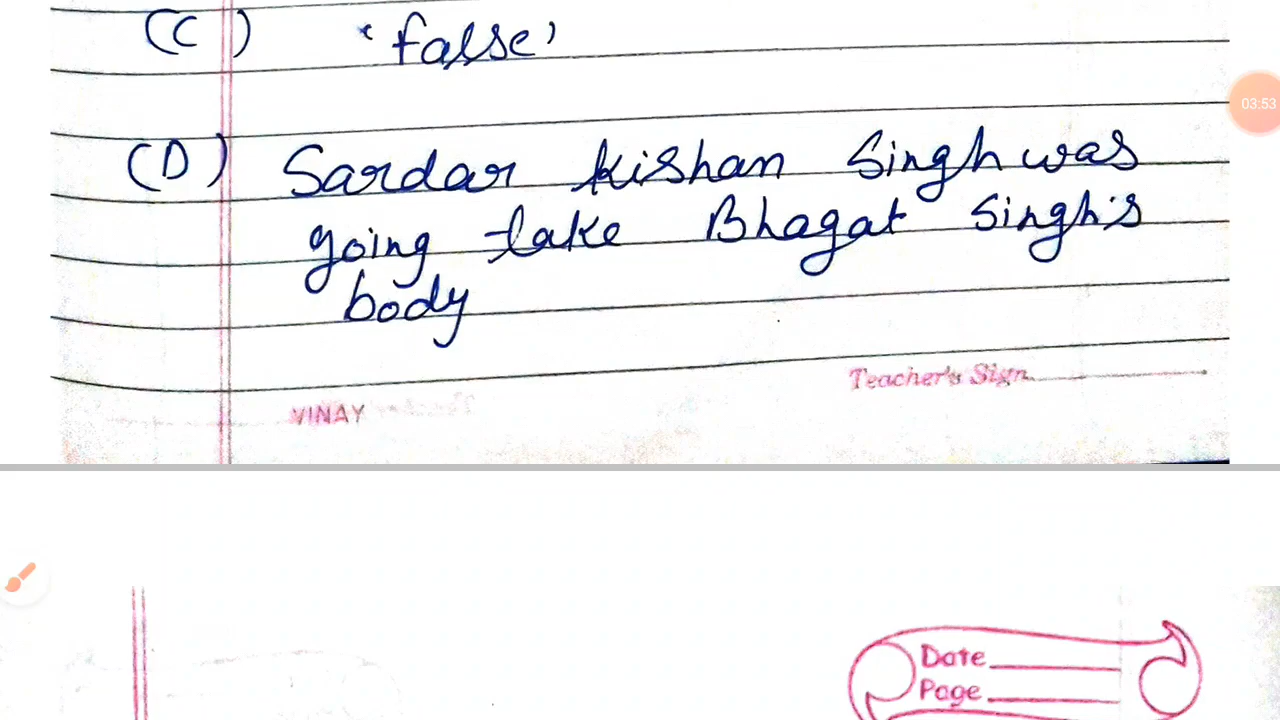 (C) 'false'
03:53
(D) Sardar Kishan Singh was
going take Bhagat Singh's
body
Teacher's Sign
VINAY
Date
Page